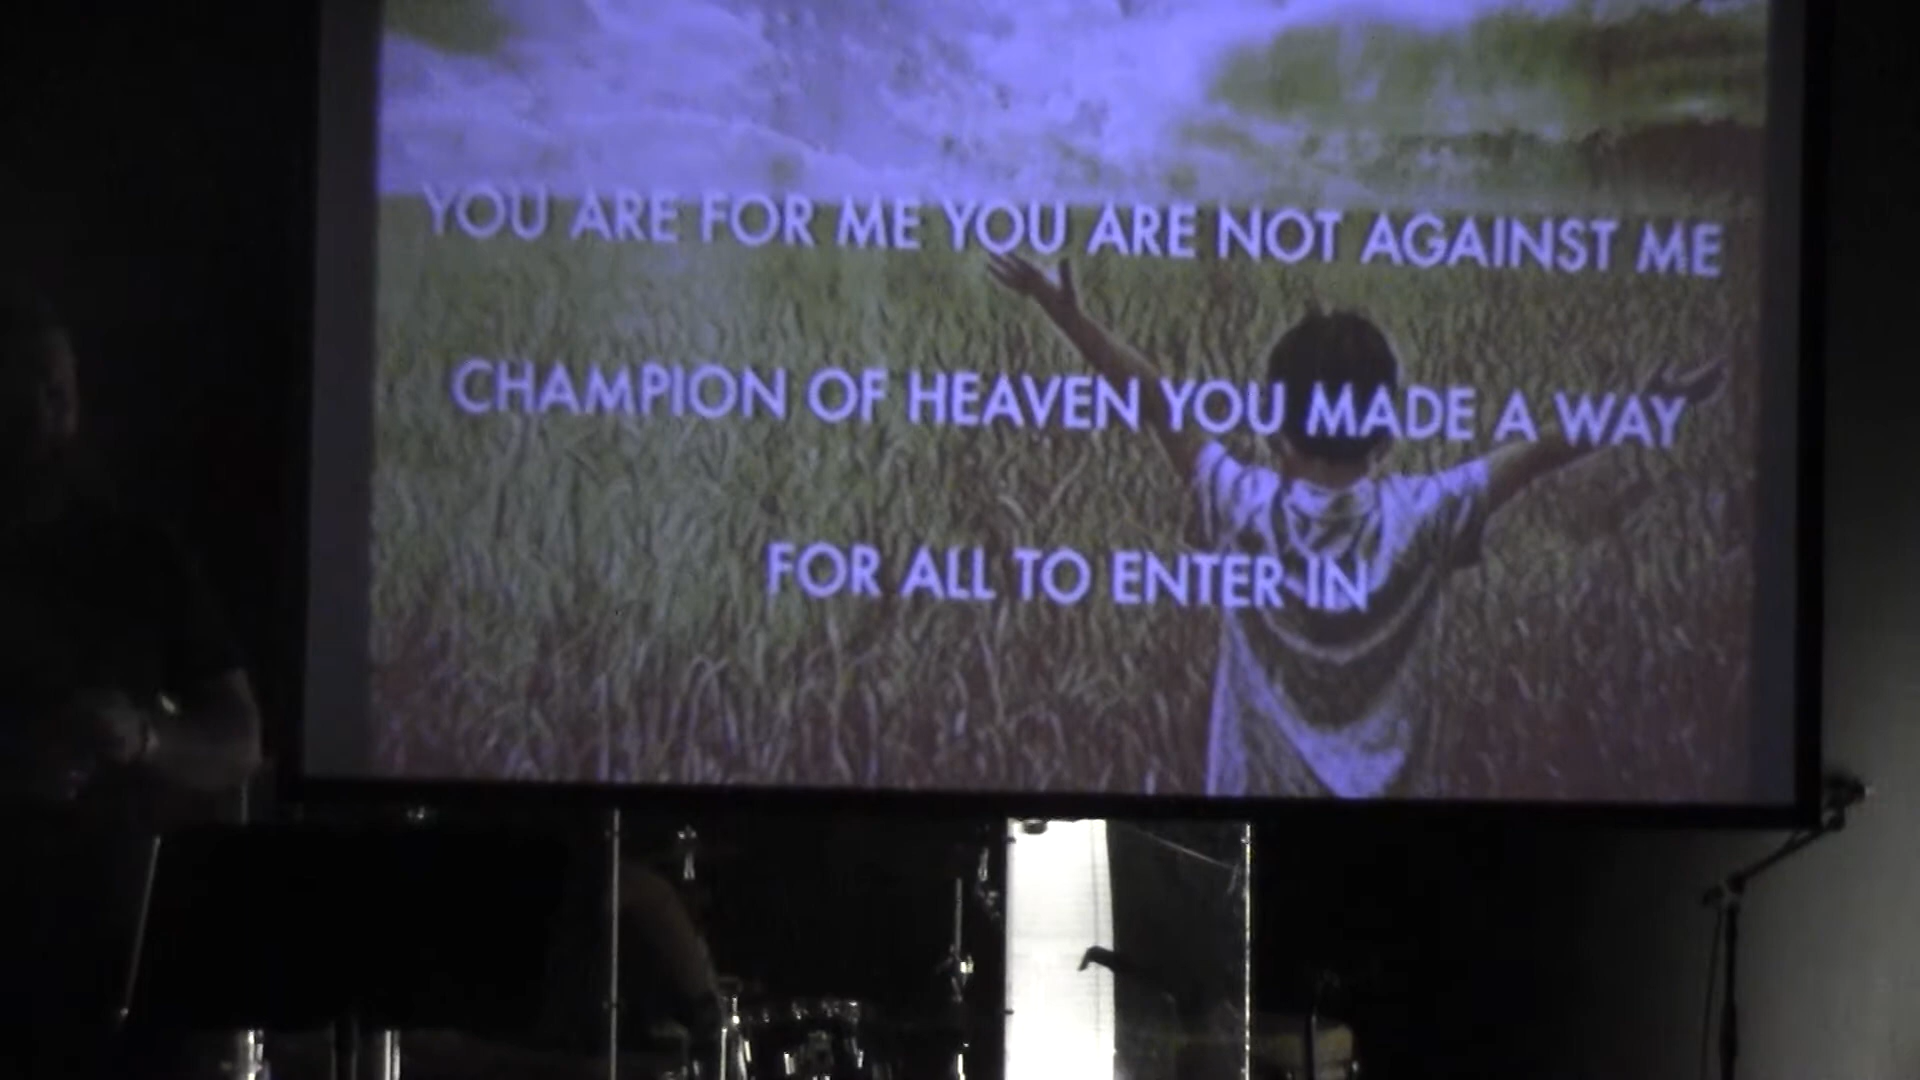 YOU ARE FOR ME YOU ARE NOT AGAINST ME
CHAMPION OF HEAVEN YOU MADE A WAY
FOR ALL TO ENTER IN